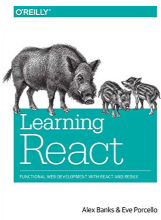 O'REILLY®
Learning
React
FUNCTIONAL WEB DEVELOPMENT WITH REACT AND REDUX
Alex Banks & Eve Porcello